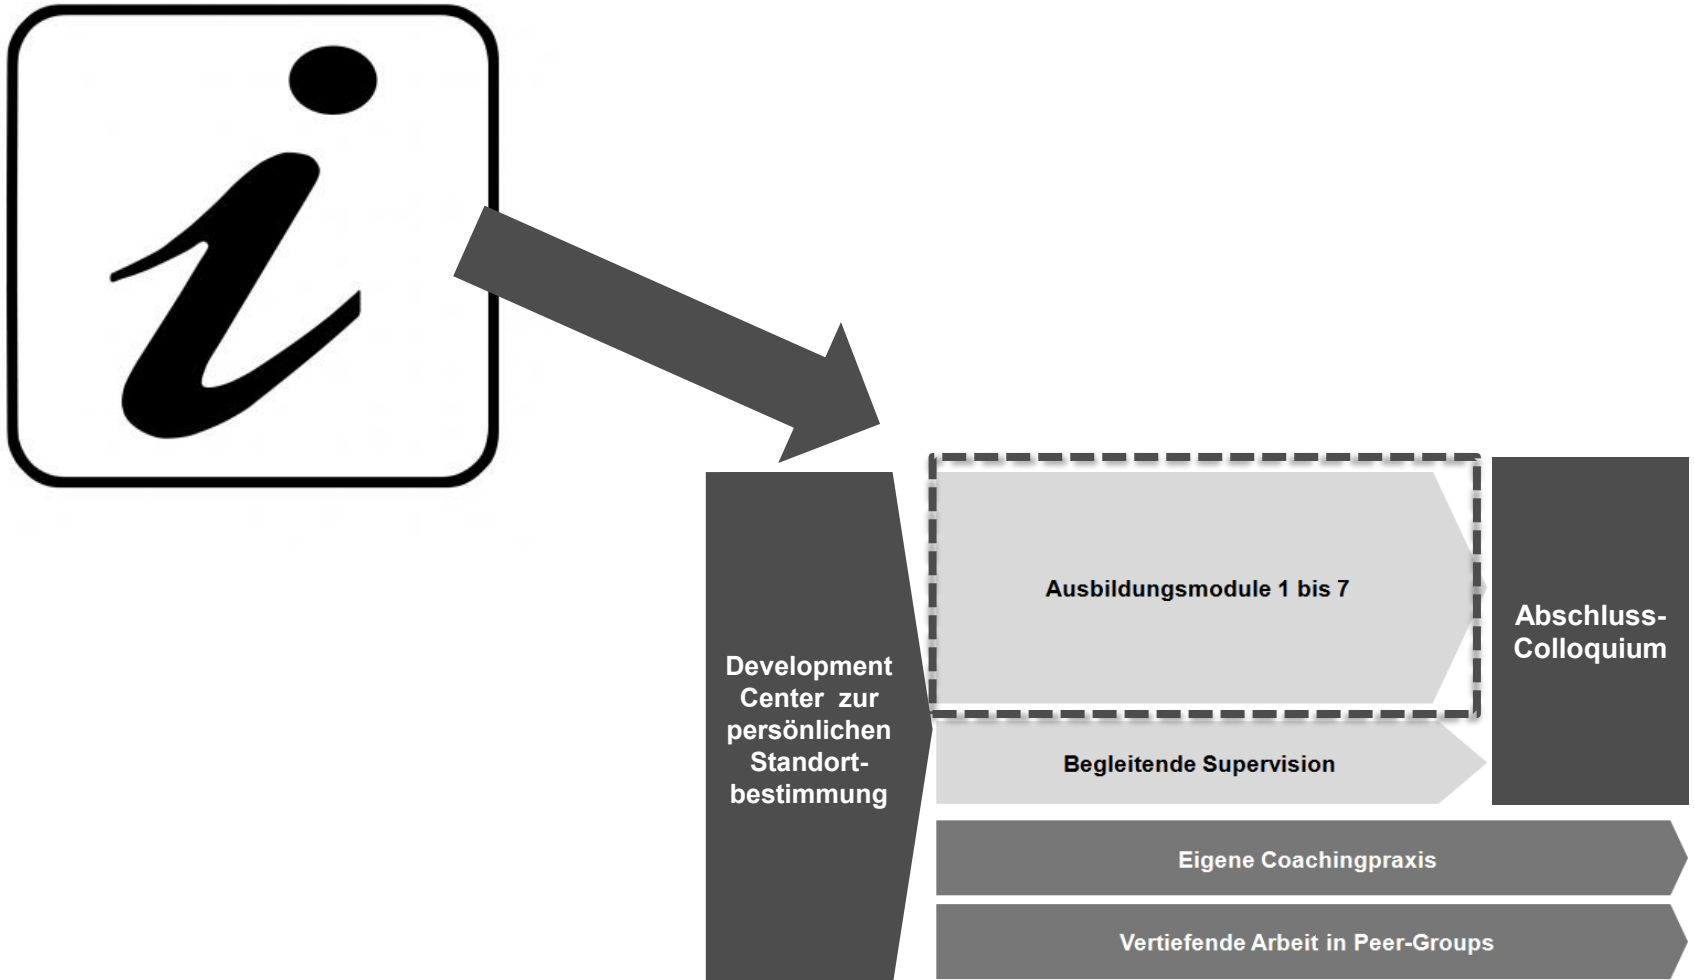 i
Development
Center zur
persönlichen
Standort-
bestimmung
Ausbildungsmodule 1 bis 7
Begleitende Supervision
Eigene Coachingpraxis
Vertiefende Arbeit in Peer-Groups
Abschluss-
Colloquium